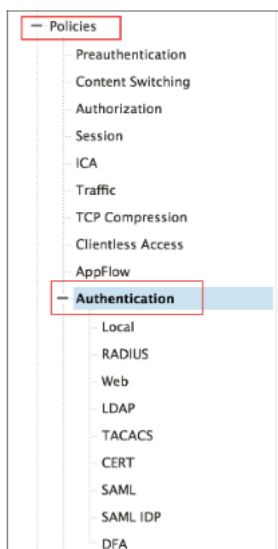 Policies
Preauthentication
Content Switching
Authorization
Session
ICA
Traffic
TCP Compression
Clientless Access
AppFlow
Authentication
Local
RADIUS
Web
LDAP
TACACS
CERT
SAML
SAML IDP
DFA